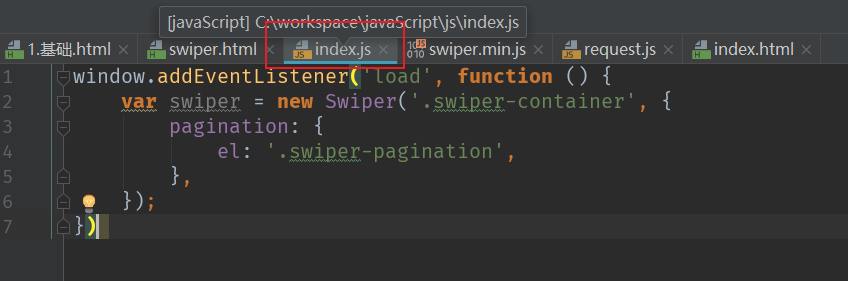 [javaScript] C:\workspace\javaScript\js\index.js
1.基础.html swiper.html index.js swiper.min.js request.js index.html
1 window.addEventListener('load', function () {
2 var swiper = new Swiper('.swiper-container', {
3 pagination: {
4 el: '.swiper-pagination',
5 },
6 });
7 })